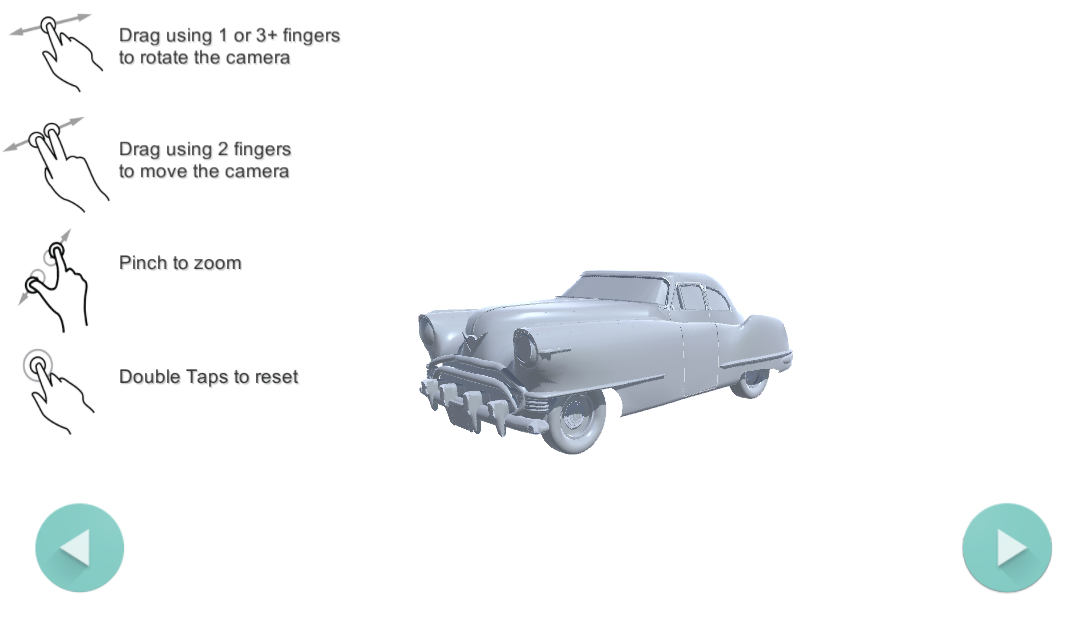 Drag using 1 or 3+ fingers
to rotate the camera
Drag using 2 fingers
to move the camera
Pinch to zoom
Double Taps to reset